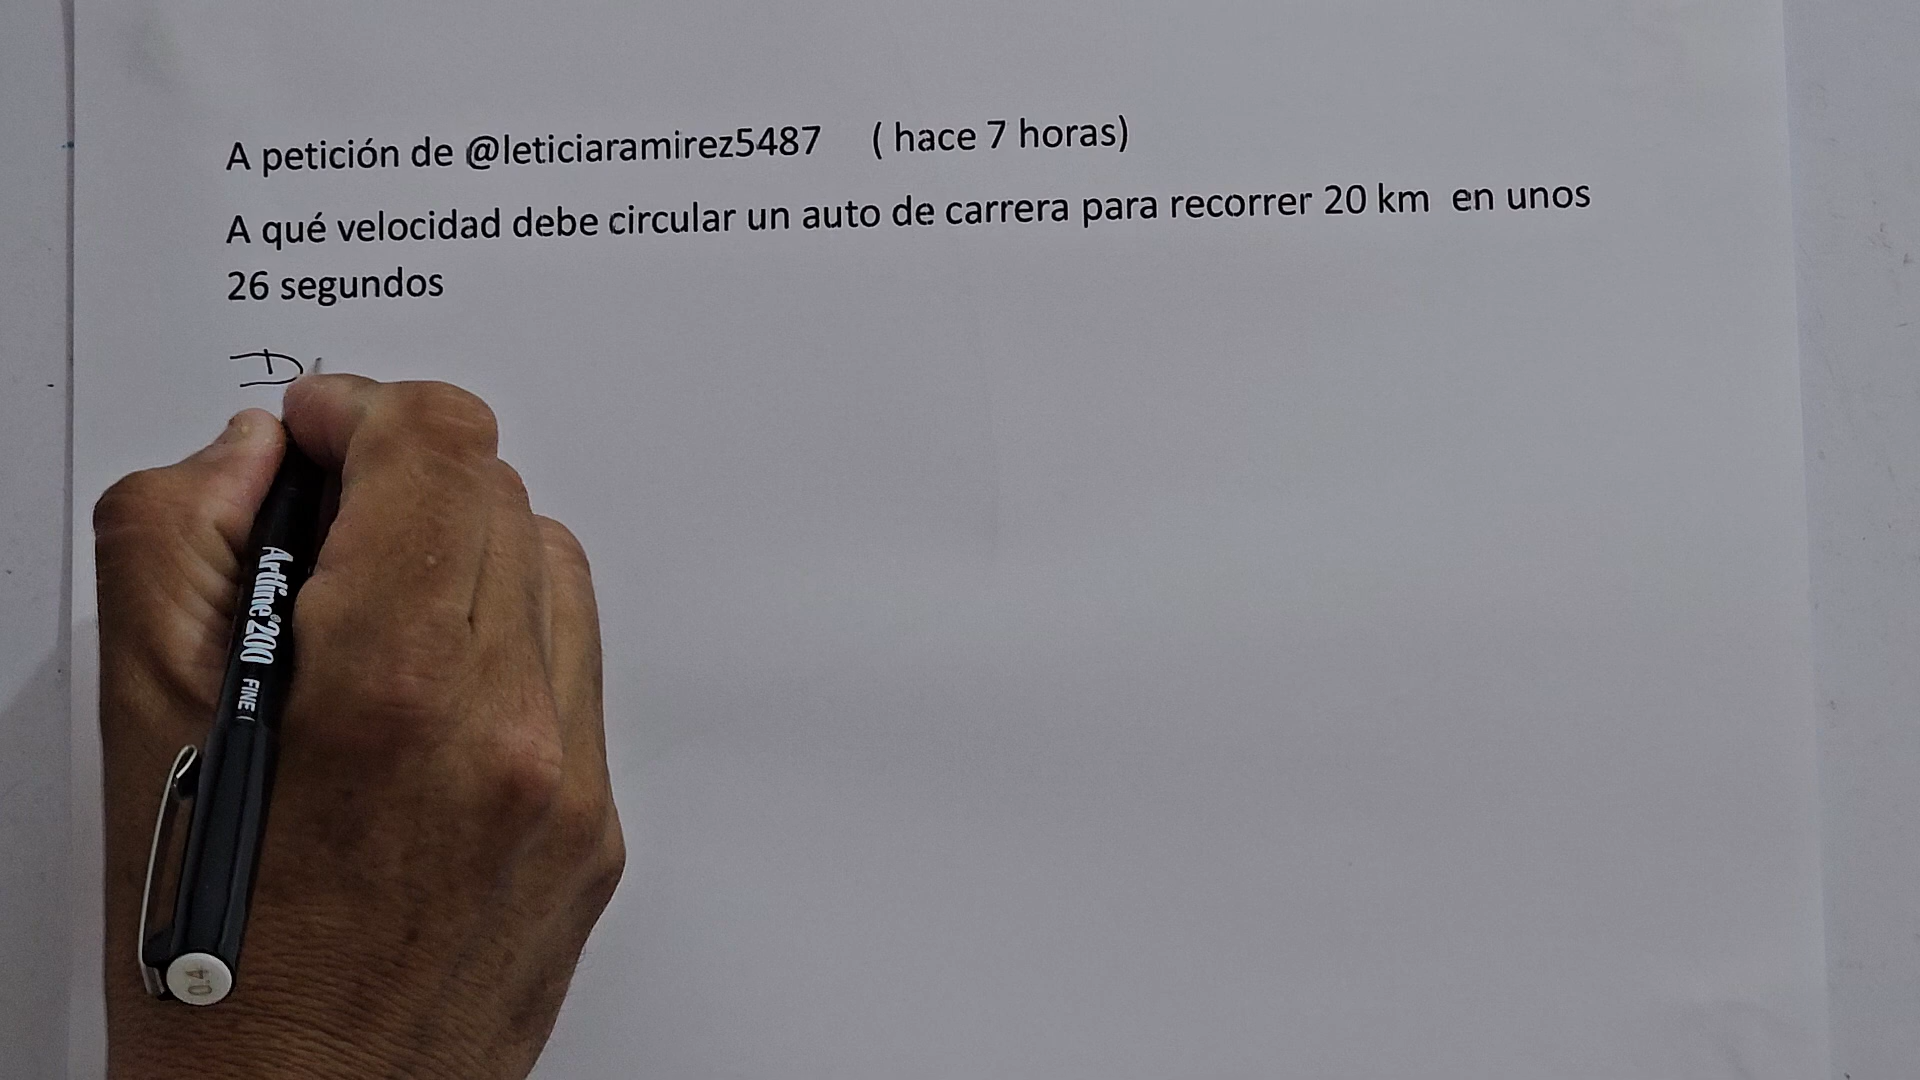 A petición de @leticiaramirez5487 ( hace 7 horas)
A qué velocidad debe circular un auto de carrera para recorrer 20 km en unos
26 segundos
D
Artline® 200 FINE (
0.4